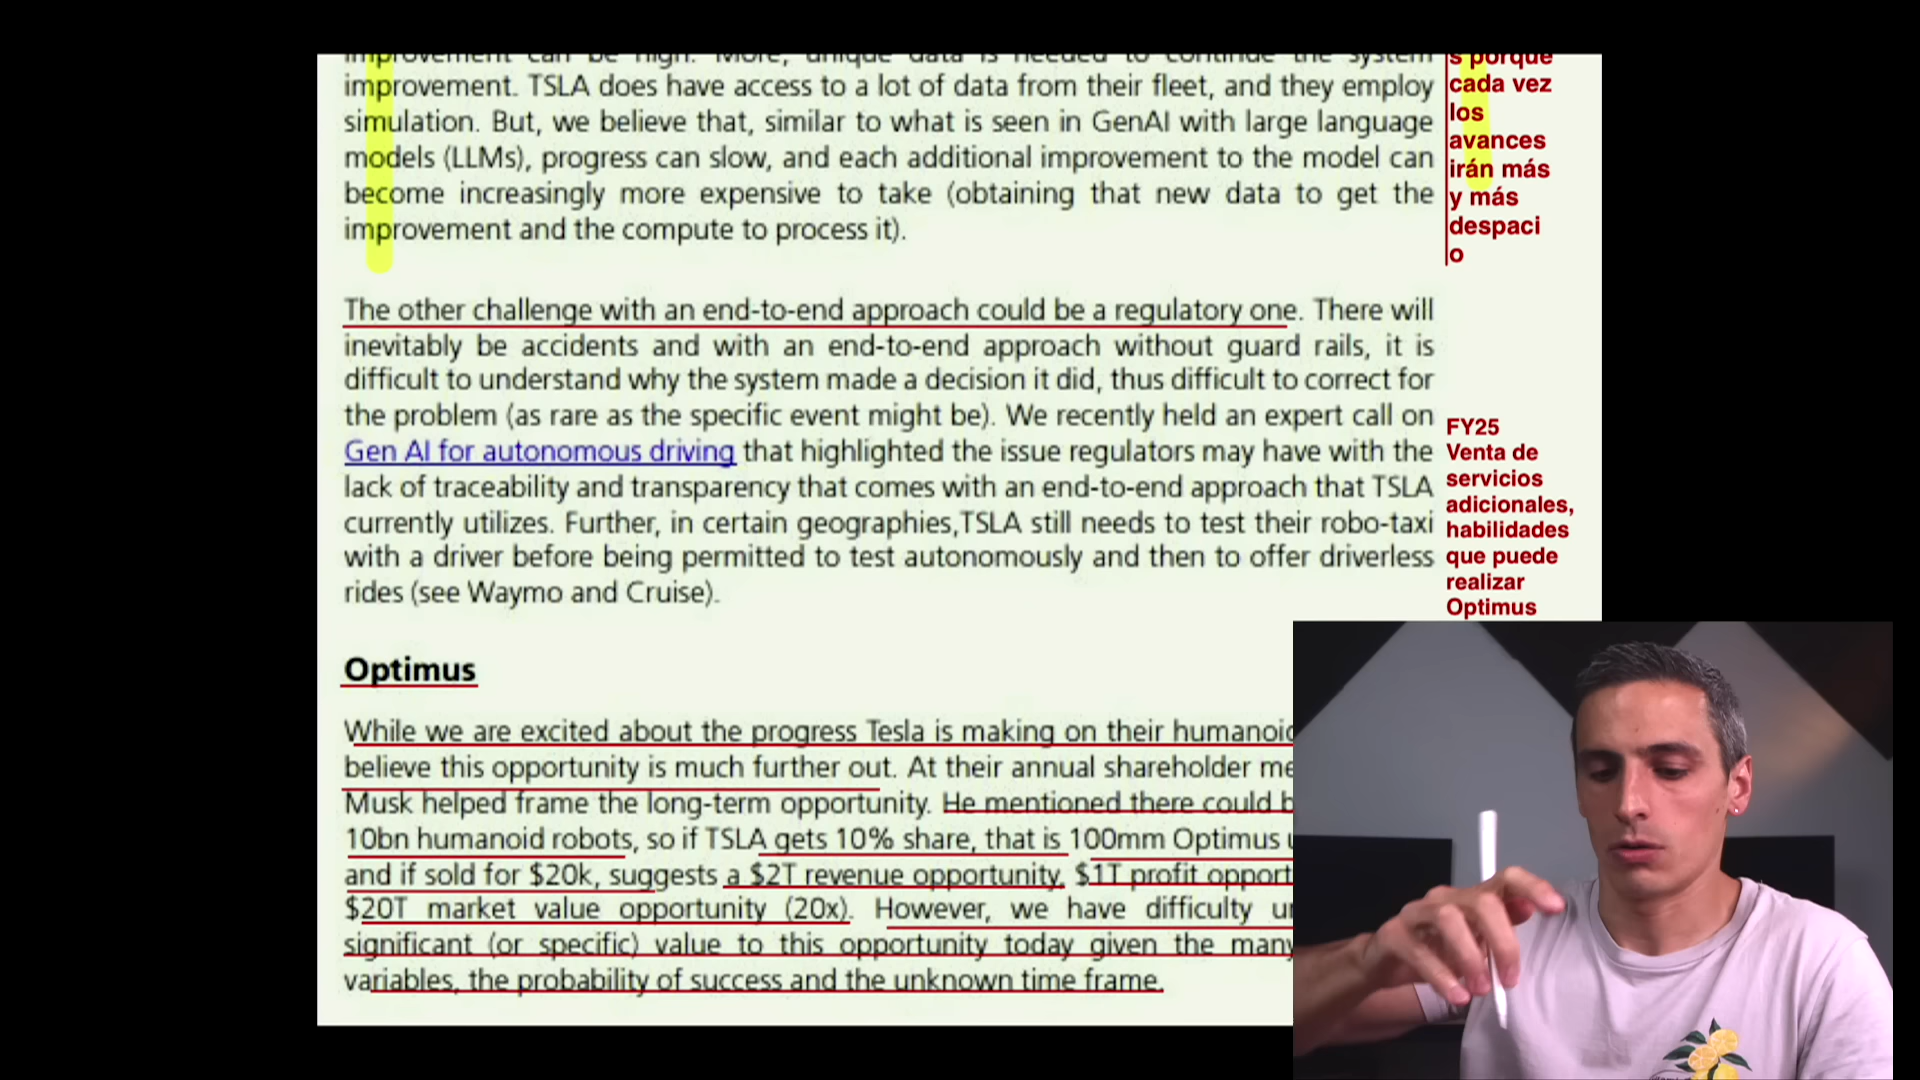 improvement can be high. More, unique data is needed to continue the system
improvement. TSLA does have access to a lot of data from their fleet, and they employ
simulation. But, we believe that, similar to what is seen in GenAI with large language
models (LLMs), progress can slow, and each additional improvement to the model can
become increasingly more expensive to take (obtaining that new data to get the
improvement and the compute to process it).
The other challenge with an end-to-end approach could be a regulatory one. There will
inevitably be accidents and with an end-to-end approach without guard rails, it is
difficult to understand why the system made a decision it did, thus difficult to correct for
the problem (as rare as the specific event might be). We recently held an expert call on
Gen AI for autonomous driving that highlighted the issue regulators may have with the
lack of traceability and transparency that comes with an end-to-end approach that TSLA
currently utilizes. Further, in certain geographies,TSLA still needs to test their robo-taxi
with a driver before being permitted to test autonomously and then to offer driverless
rides (see Waymo and Cruise).
Optimus
While we are excited about the progress Tesla is making on their humanoid
believe this opportunity is much further out. At their annual shareholder
Musk helped frame the long-term opportunity. He mentioned there could
10bn humanoid robots, so if TSLA gets 10% share, that is 100mm Optimus
and if sold for $20k, suggests a $2T revenue opportunity, $1T profit
$20T market value opportunity (20x). However, we have difficulty
significant (or specific) value to this opportunity today given the many
variables, the probability of success and the unknown time frame.
s porque
cada vez
los
avances
irán más
y más
despaci
o
FY25
Venta de
servicios
adicionales,
habilidades
que puede
realizar
Optimus